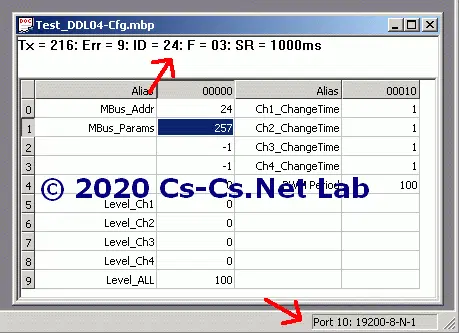 Test_DDL04-Cfg.mbp
Tx = 216: Err = 9: ID = 24: F = 03: SR = 1000ms
Alias 00000 Alias 00010
0 MBus_Addr 24 Ch1_ChangeTime 1
1 MBus_Params 257 Ch2_ChangeTime 1
2 -1 Ch3_ChangeTime 1
3 -1 Ch4_ChangeTime 1
4 PWM Period 100
© 2020 Cs-Cs.Net Lab
5 Level_Ch1 0
6 Level_Ch2 0
7 Level_Ch3 0
8 Level_Ch4 0
9 Level_ALL 100
Port 10: 19200-8-N-1